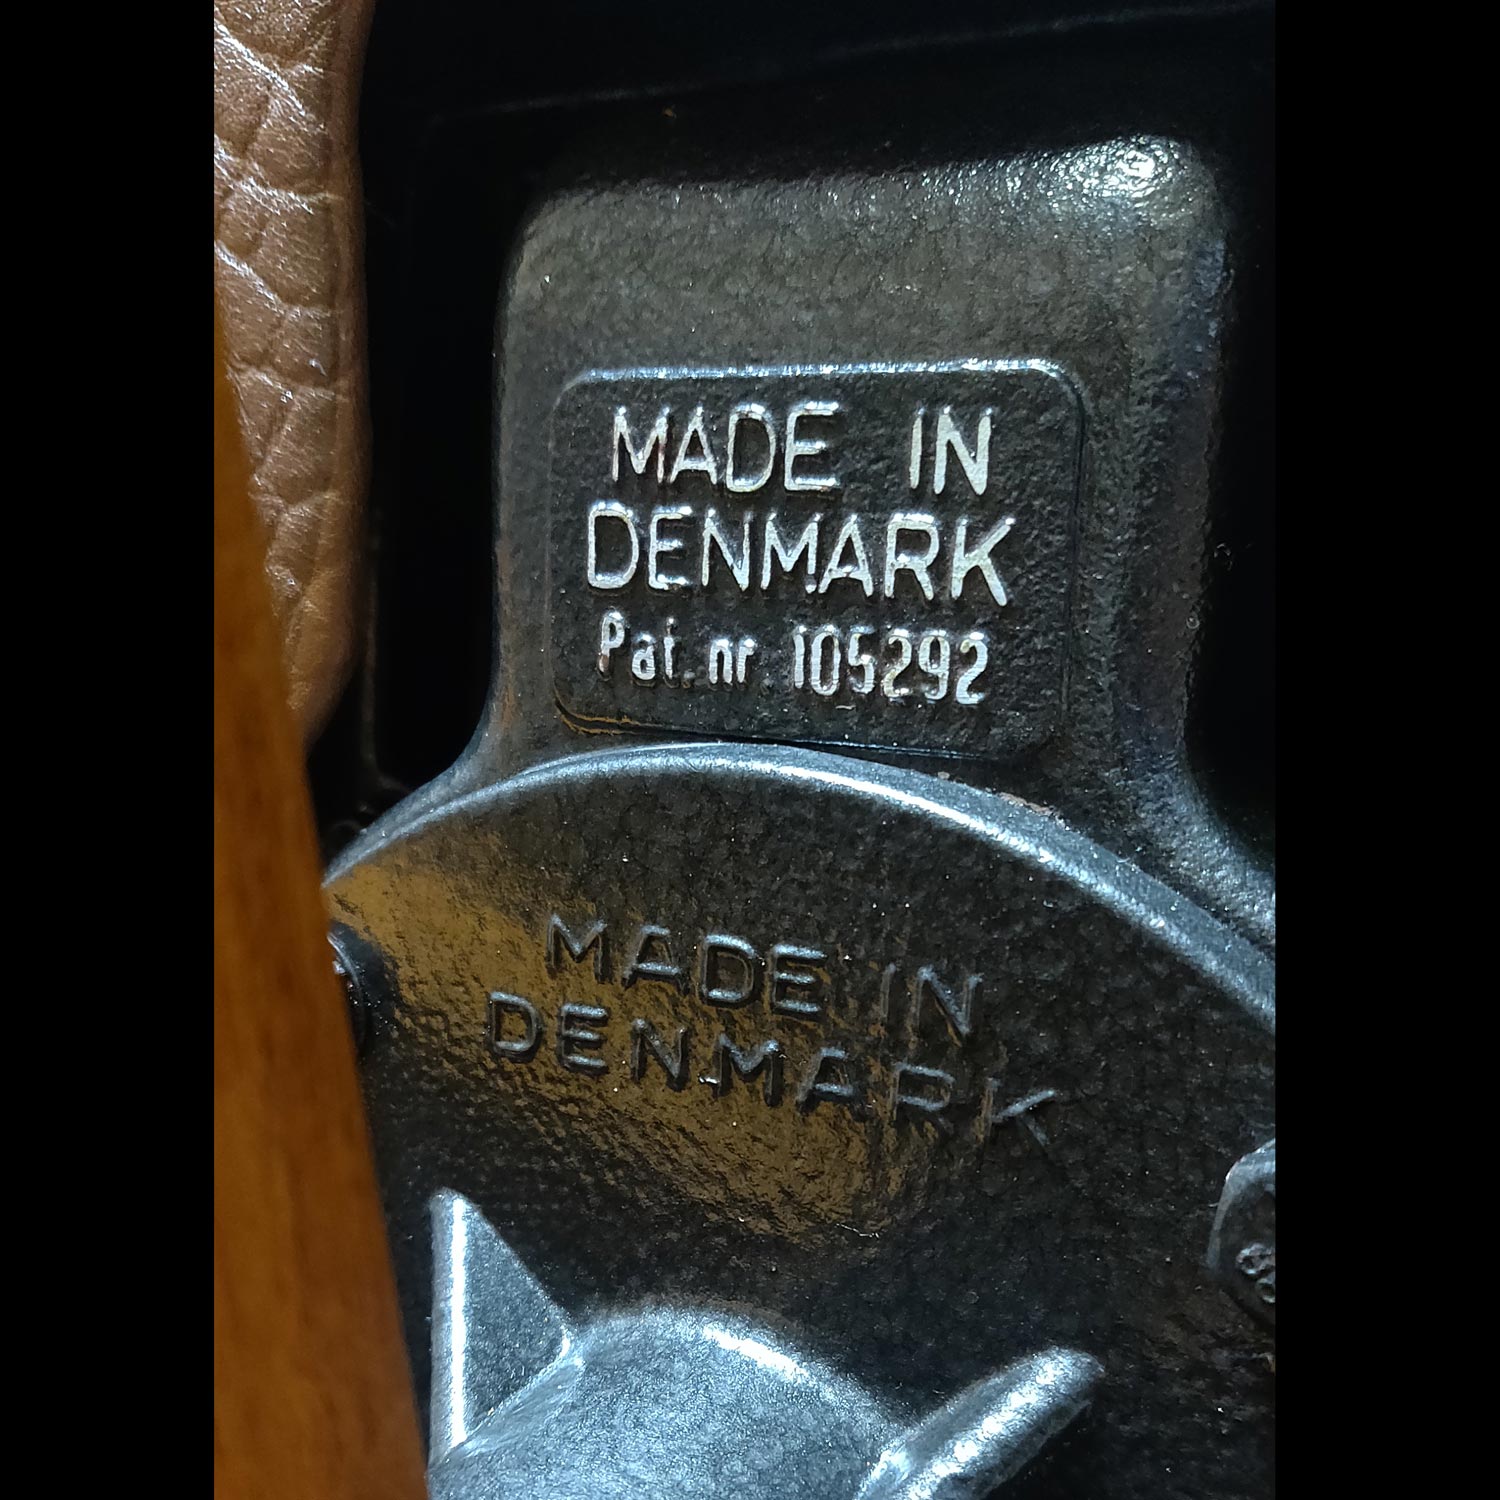 MADE IN
DENMARK
Pat. nr. 105292
MADE IN
DENMARK